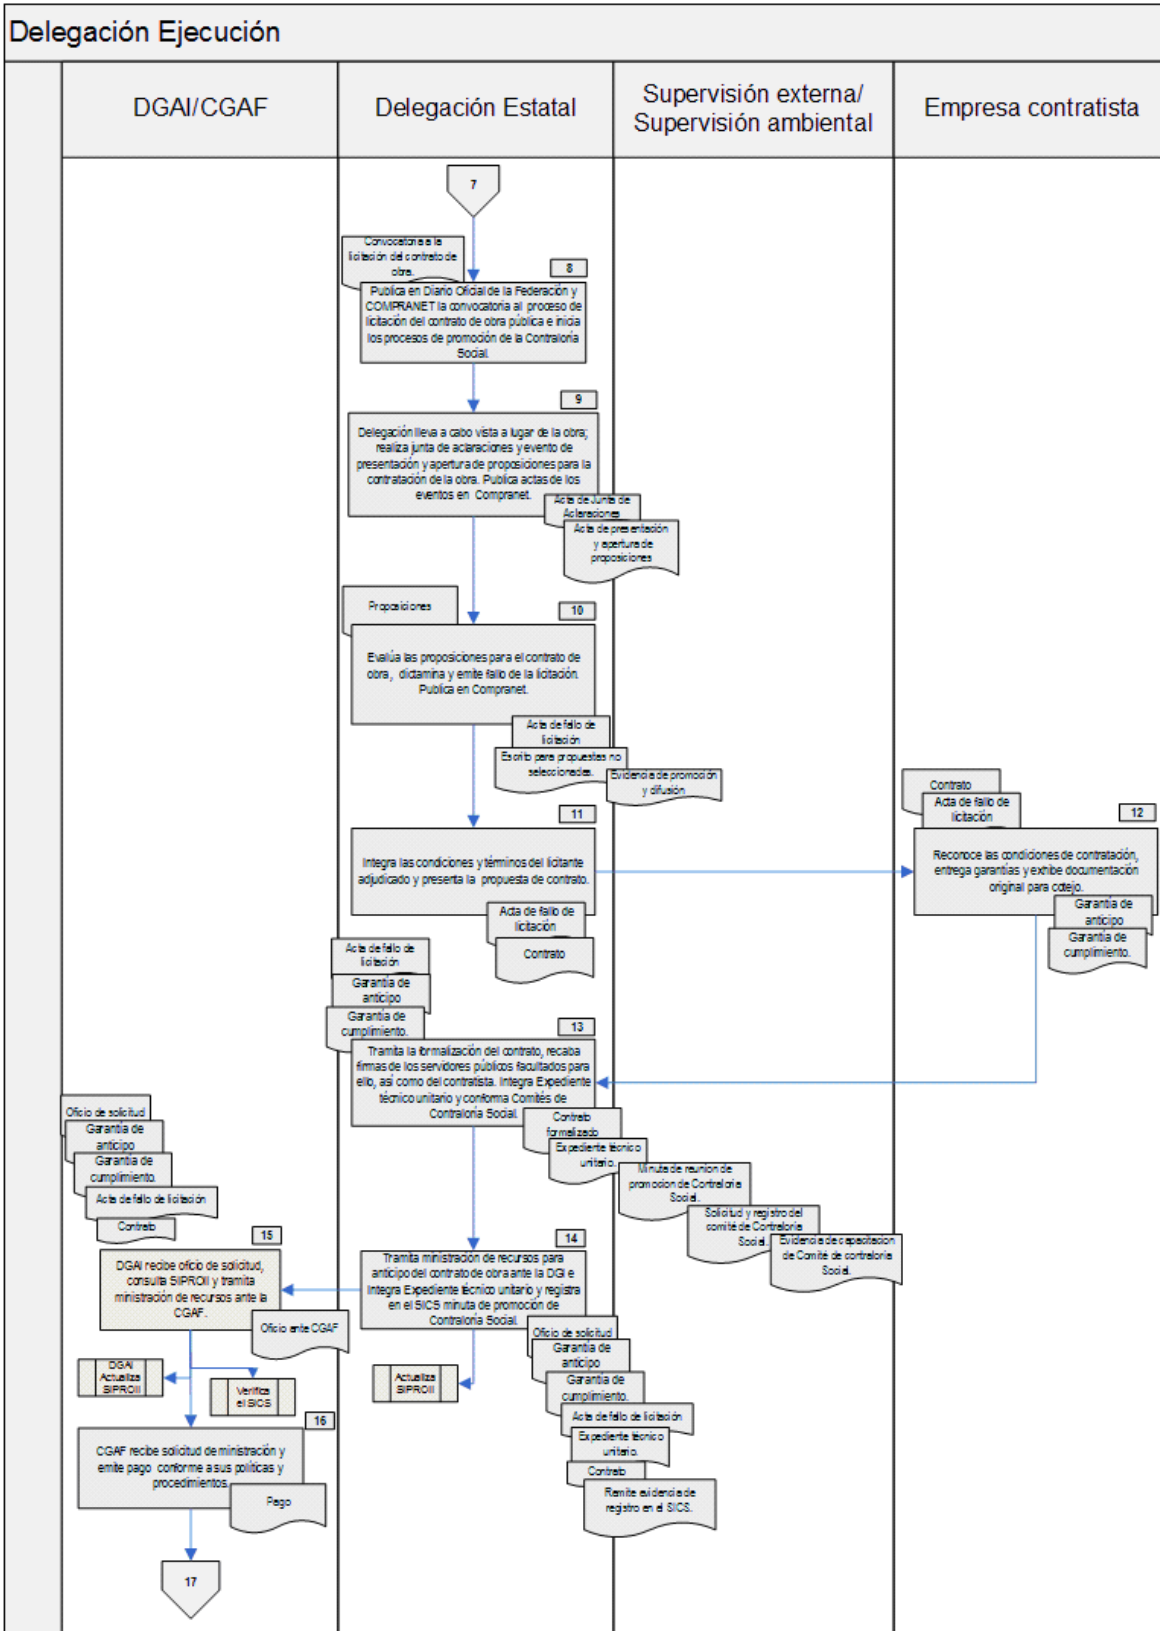 Delegación Ejecución
DGAI/CGAF
Delegación Estatal
Supervisión externa/
Supervisión ambiental
Empresa contratista
7
Convocatoria a la
licitación del contrato de
obra.
8
Publica en Diario Oficial de la Federación y
COMPRANET la convocatoria al proceso de
licitación del contrato de obra pública e inicia
los procesos de promoción de la Contraloría
Social.
9
Delegación lleva a cabo vista a lugar de la obra;
realiza junta de aclaraciones y evento de
presentación y apertura de proposiciones para la
contratación de la obra. Publica actas de los
eventos en Compranet.
Acta de Junta de
Aclaraciones
Acta de presentación
y apertura de
proposiciones
Proposiciones
10
Evalúa las proposiciones para el contrato de
obra, dictamina y emite fallo de la licitación.
Publica en Compranet.
Acta de fallo de
licitación
Escrito para propuestas no
seleccionadas.
Evidencia de promoción
y difusión
11
Integra las condiciones y términos del licitante
adjudicado y presenta la propuesta de contrato.
Acta de fallo de
licitación
Contrato
Contrato
Acta de fallo de
licitación
12
Reconoce las condiciones de contratación,
entrega garantías y exhibe documentación
original para cotejo.
Garantía de
anticipo
Garantía de
cumplimiento.
Acta de fallo de
licitación
Garantía de
anticipo
Garantía de
cumplimiento.
13
Tramita la formalización del contrato, recaba
firmas de los servidores públicos facultados para
ello, así como del contratista. Integra Expediente
técnico unitario y conforma Comités de
Contraloría Social.
Contrato
formalizado
Expediente técnico
unitario.
Minuta de reunion de
promocion de Contraloria
Social.
Solicitud y registro del
comité de Contraloría
Social.
Evidencia de capacitacion
de Comité de contraloria
Social.
Oficio de solicitud
Garantía de
anticipo
Garantía de
cumplimiento.
Acta de fallo de licitación
Contrato
15
DGAI recibe oficio de solicitud,
consulta SIPROII y tramita
ministración de recursos ante la
CGAF.
Oficio ante CGAF
14
Tramita ministración de recursos para
anticipo del contrato de obra ante la DGI e
Integra Expediente técnico unitario y registra
en el SICS minuta de promoción de
Contraloría Social.
Oficio de solicitud
Garantía de
anticipo
Garantía de
cumplimiento.
Acta de fallo de licitación
Expediente técnico
unitario.
Contrato
Remite evidencia de
registro en el SICS.
DGAI
Actualiza
SIPROII
Verifica
el SICS
Actualiza
SIPROII
16
CGAF recibe solicitud de ministración y
emite pago conforme a sus políticas y
procedimientos.
Pago
17